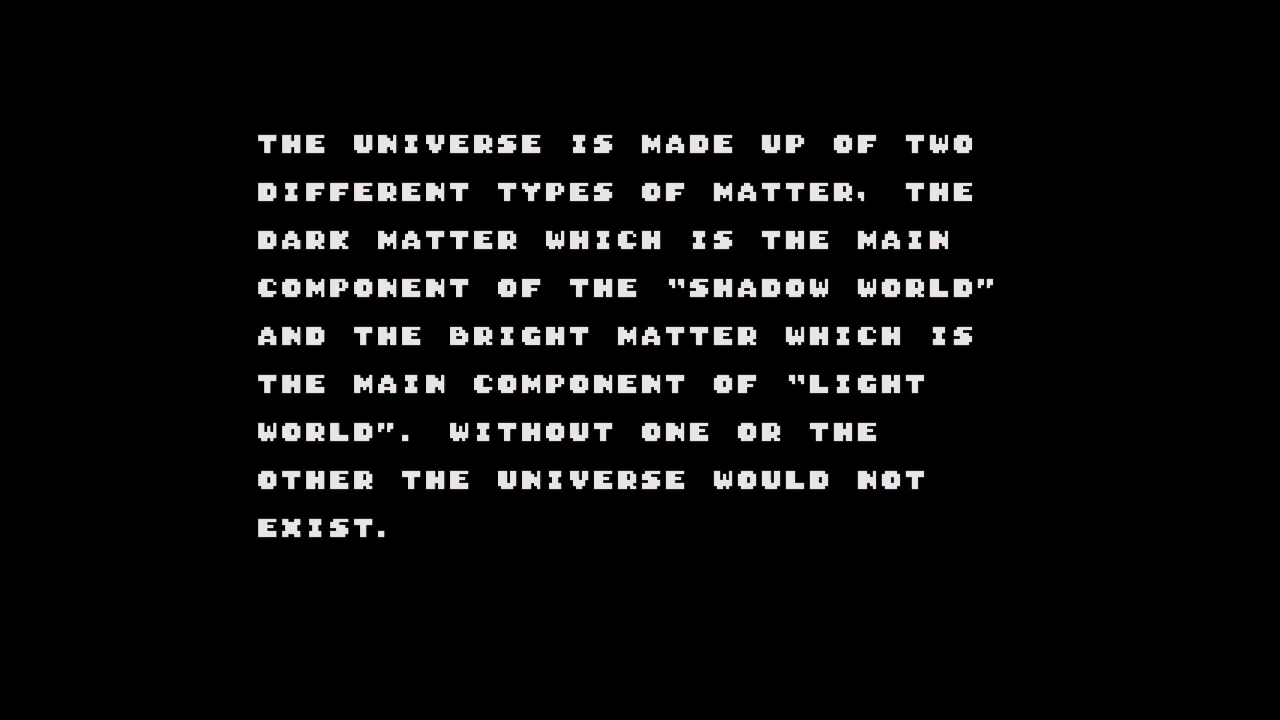 THE UNIVERSE IS MADE UP OF TWO
DIFFERENT TYPES OF MATTER, THE
DARK MATTER WHICH IS THE MAIN
COMPONENT OF THE "SHADOW WORLD"
AND THE BRIGHT MATTER WHICH IS
THE MAIN COMPONENT OF "LIGHT
WORLD". WITHOUT ONE OR THE
OTHER THE UNIVERSE WOULD NOT
EXIST.